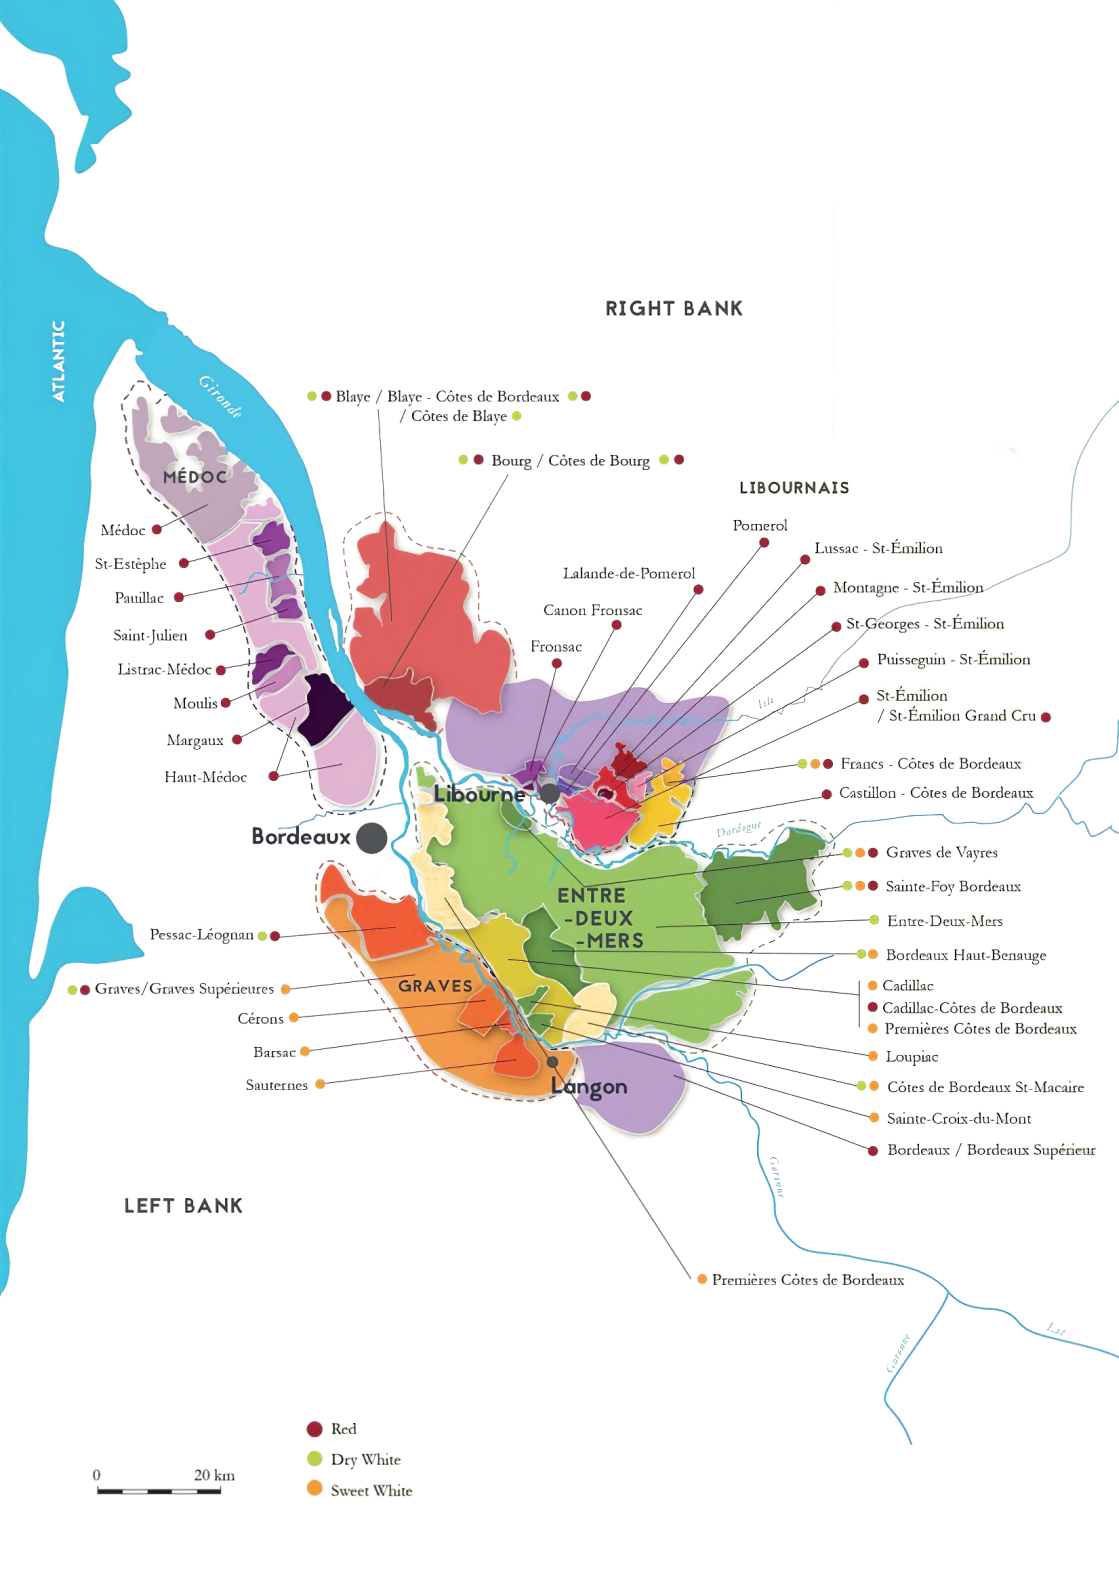 RIGHT BANK
ATLANTIC
Gironde
Blaye / Blaye - Côtes de Bordeaux
/ Côtes de Blaye
Bourg / Côtes de Bourg
MÉDOC
LIBOURNAIS
Médoc
St-Estèphe
Pauillac
Saint-Julien
Listrac-Médoc
Moulis
Margaux
Haut-Médoc
Pomerol
Lussac - St-Émilion
Lalande-de-Pomerol
Montagne - St-Émilion
Canon Fronsac
St-Georges - St-Émilion
Fronsac
Puisseguin - St-Émilion
St-Émilion
/ St-Émilion Grand Cru
Isle
Francs - Côtes de Bordeaux
Castillon - Côtes de Bordeaux
Libourne
Bordeaux
Dordogne
Graves de Vayres
Sainte-Foy Bordeaux
ENTRE
-DEUX
-MERS
Entre-Deux-Mers
Bordeaux Haut-Benauge
Pessac-Léognan
GRAVES
Graves/Graves Supérieures
Cérons
Barsac
Sauternes
Cadillac
Cadillac-Côtes de Bordeaux
Premières Côtes de Bordeaux
Loupiac
Langon
Côtes de Bordeaux St-Macaire
Sainte-Croix-du-Mont
Bordeaux / Bordeaux Supérieur
Garonne
LEFT BANK
Premières Côtes de Bordeaux
Lot
Garonne
Red
Dry White
Sweet White
0 20 km